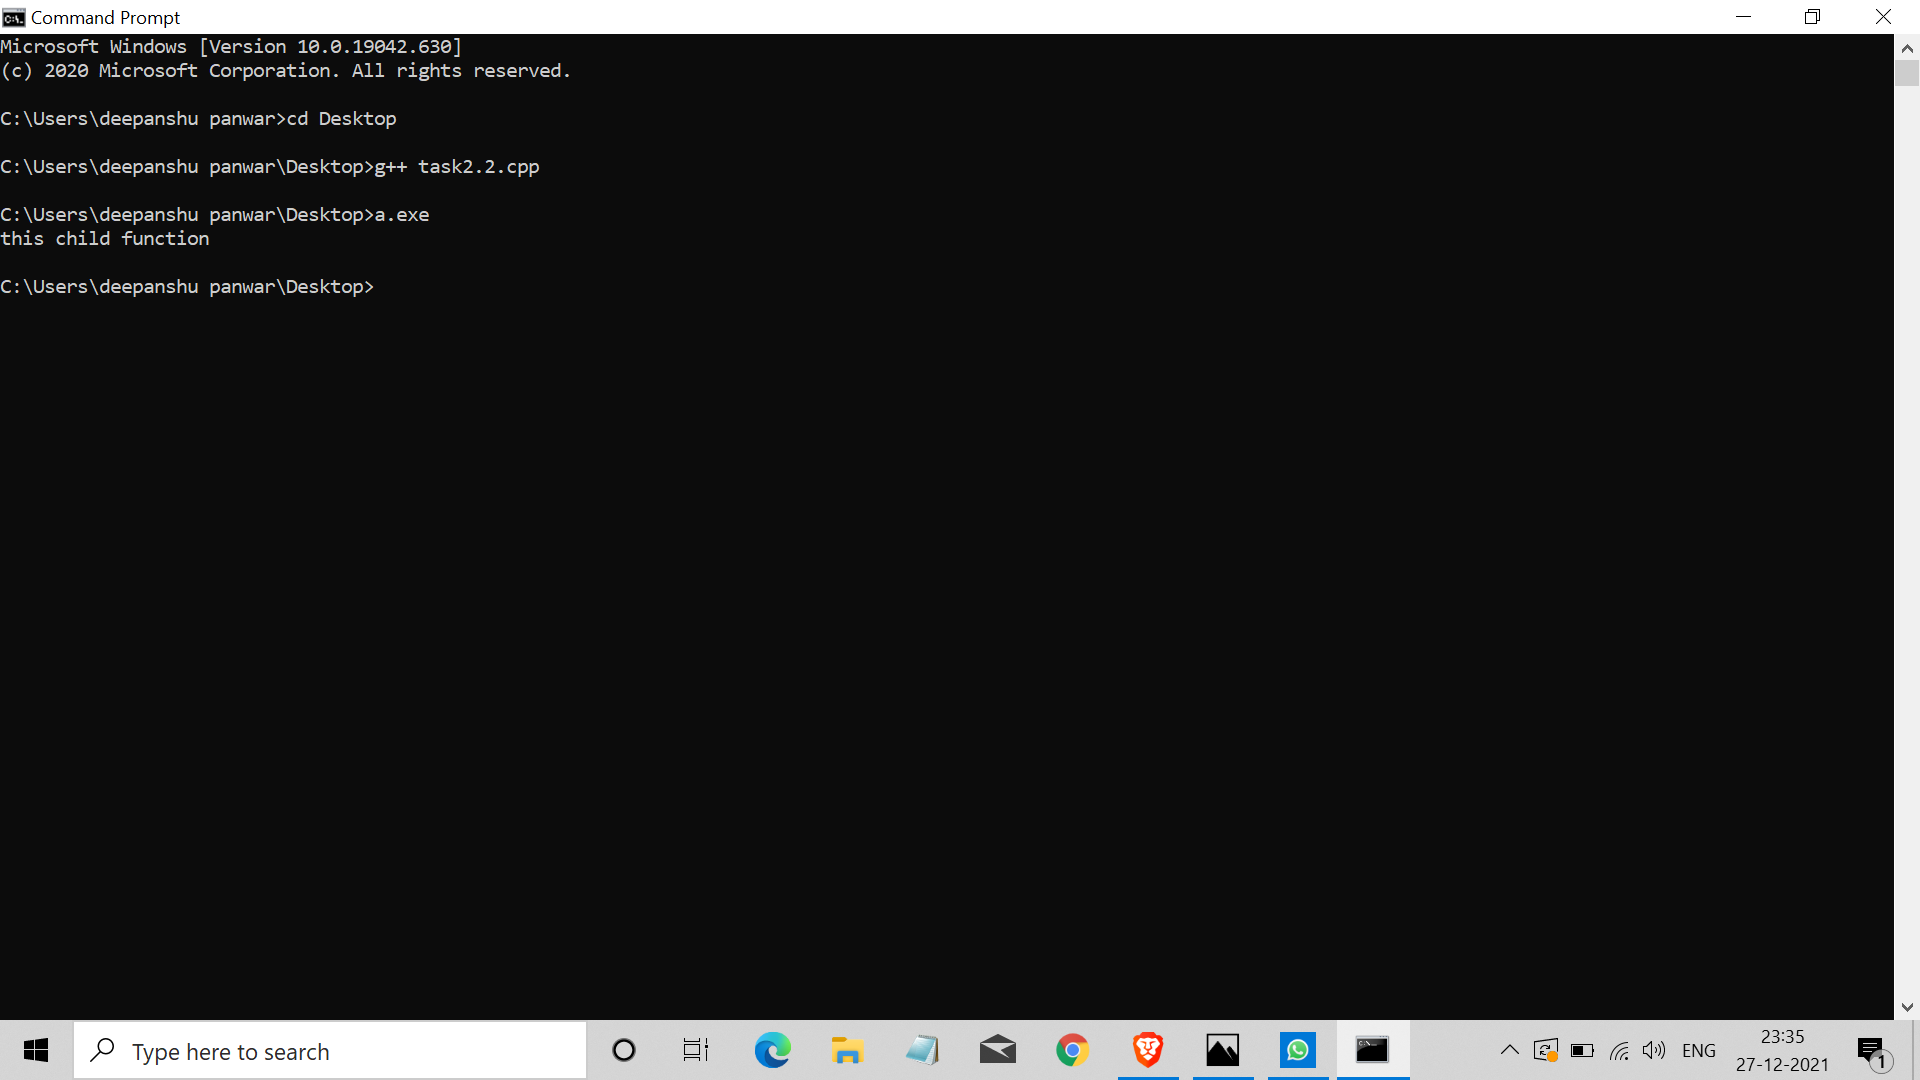 Command Prompt
Microsoft Windows [Version 10.0.19042.630]
(c) 2020 Microsoft Corporation. All rights reserved.
C:\Users\deepanshu panwar>cd Desktop
C:\Users\deepanshu panwar\Desktop>g++ task2.2.cpp
C:\Users\deepanshu panwar\Desktop>a.exe
this child function
C:\Users\deepanshu panwar\Desktop>
Type here to search
ENG
23:35
27-12-2021
1